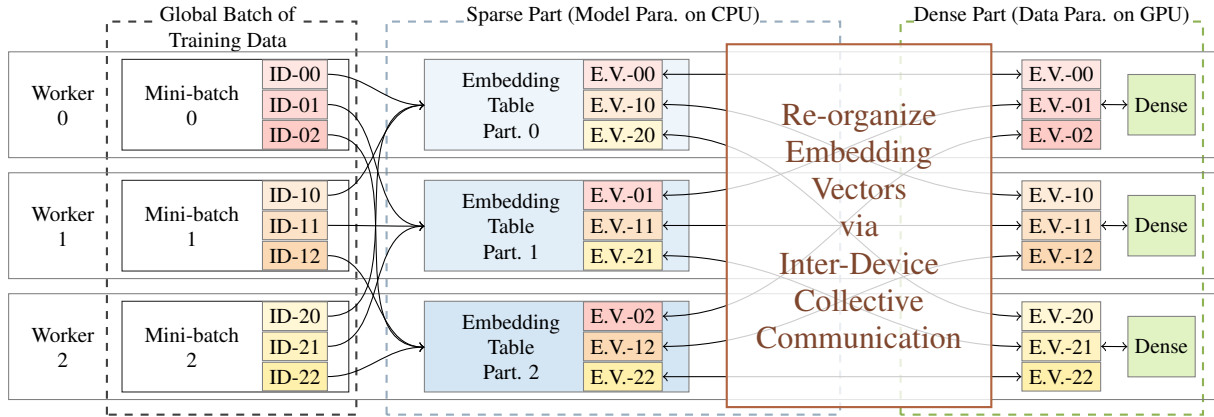 Global Batch of
Training Data
Sparse Part (Model Para. on CPU)
Dense Part (Data Para. on GPU)
Worker
0
Mini-batch
0
ID-00
ID-01
ID-02
Embedding
Table
Part. 0
E.V.-00
E.V.-10
E.V.-20
E.V.-00
E.V.-01
E.V.-02
Dense
Worker
1
Mini-batch
1
ID-10
ID-11
ID-12
Embedding
Table
Part. 1
E.V.-01
E.V.-11
E.V.-21
E.V.-10
E.V.-11
E.V.-12
Dense
Worker
2
Mini-batch
2
ID-20
ID-21
ID-22
Embedding
Table
Part. 2
E.V.-02
E.V.-12
E.V.-22
E.V.-20
E.V.-21
E.V.-22
Dense
Re-organize
Embedding
Vectors
via
Inter-Device
Collective
Communication